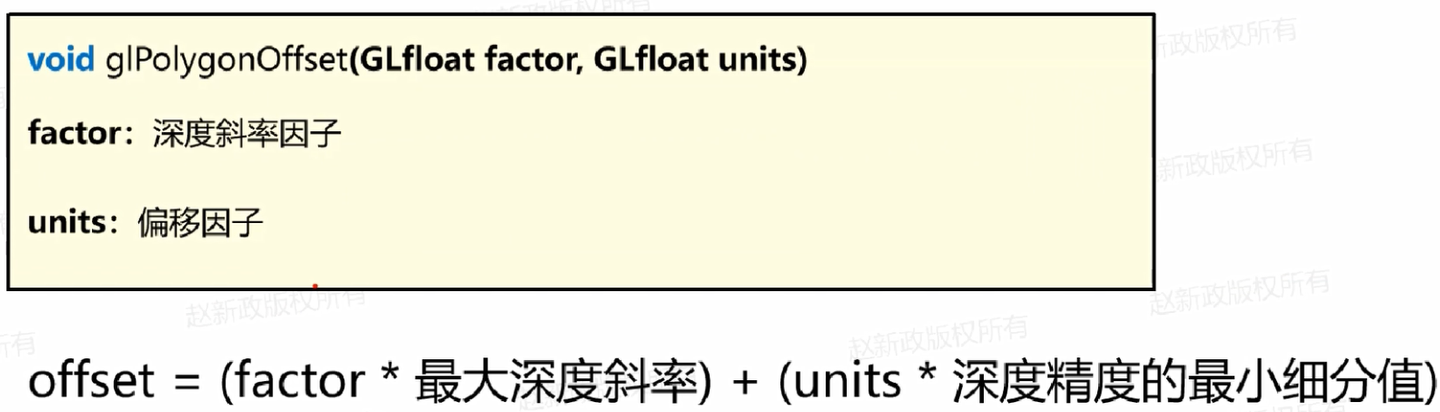 void glPolygonOffset(GLfloat factor, GLfloat units)
factor：深度斜率因子
units：偏移因子
offset = (factor * 最大深度斜率) + (units * 深度精度的最小细分值)
新政版权所有
新政版权所有
赵新政版权所有
赵新政版权所有
赵新政版权所有